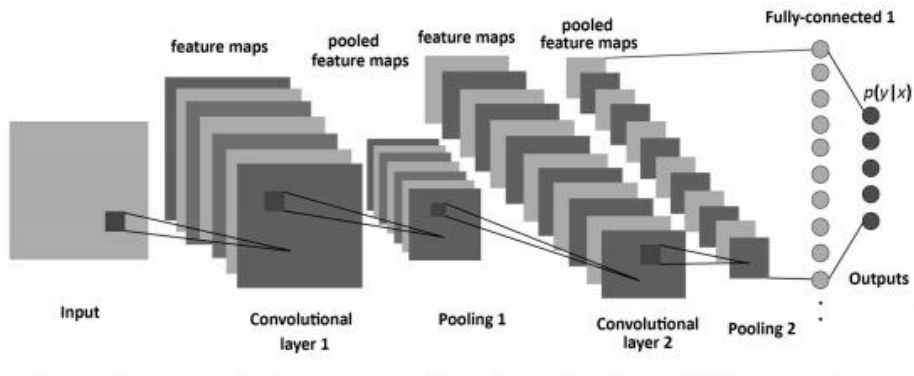 Fully-connected 1
feature maps
pooled
feature maps
feature maps
pooled
feature maps
p(y|x)
Input
Convolutional
layer 1
Pooling 1
Convolutional
layer 2
Pooling 2
Outputs